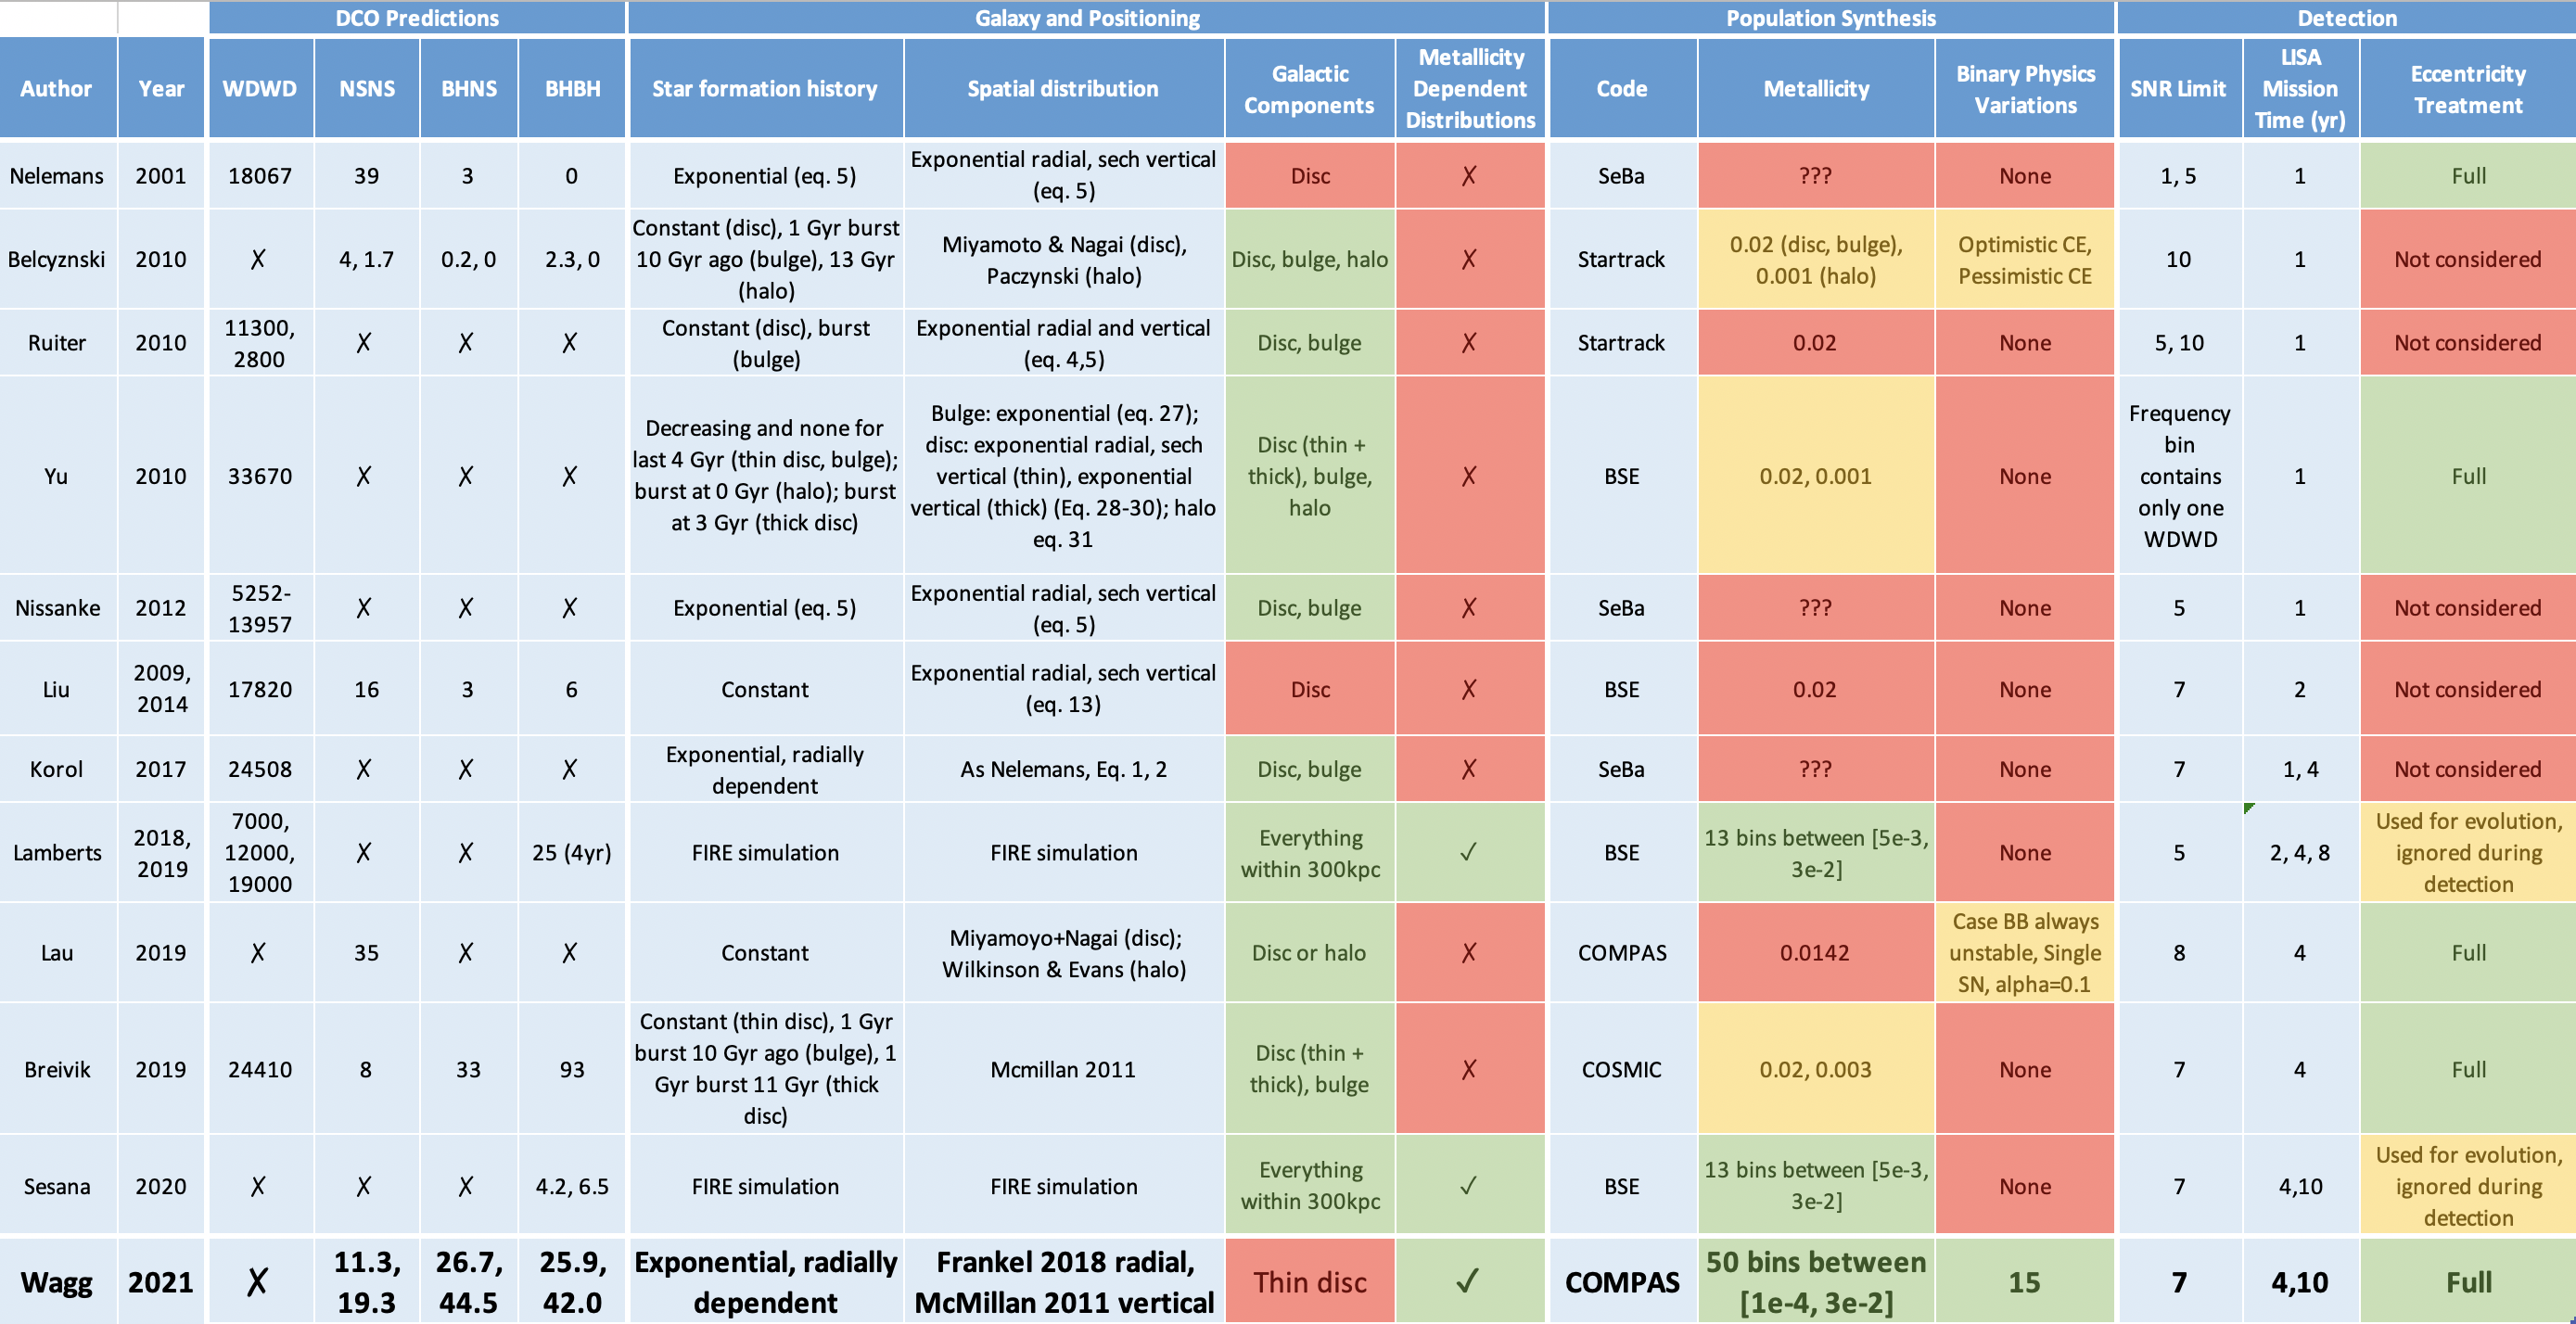 DCO Predictions Galaxy and Positioning Population Synthesis Detection
Author Year WDWD NSNS BHNS BHBH Star formation history Spatial distribution Galactic Components Metallicity Dependent Distributions Code Metallicity Binary Physics Variations SNR Limit LISA Mission Time (yr) Eccentricity Treatment
Nelemans 2001 18067 39 3 0 Exponential (eq. 5) Exponential radial, sech vertical (eq. 5) Disc ✗ SeBa ??? None 1, 5 1 Full
Belcyznski 2010 ✗ 4, 1.7 0.2, 0 2.3, 0 Constant (disc), 1 Gyr burst 10 Gyr ago (bulge), 13 Gyr (halo) Miyamoto & Nagai (disc), Paczynski (halo) Disc, bulge, halo ✗ Startrack 0.02 (disc, bulge), 0.001 (halo) Optimistic CE, Pessimistic CE 10 1 Not considered
Ruiter 2010 11300, 2800 ✗ ✗ ✗ Constant (disc), burst (bulge) Exponential radial and vertical (eq. 4,5) Disc, bulge ✗ Startrack 0.02 None 5, 10 1 Not considered
Yu 2010 33670 ✗ ✗ ✗ Decreasing and none for last 4 Gyr (thin disc, bulge); burst at 0 Gyr (halo); burst at 3 Gyr (thick disc) Bulge: exponential (eq. 27); disc: exponential radial, sech vertical (thin), exponential vertical (thick) (Eq. 28-30); halo eq. 31 Disc (thin + thick), bulge, halo ✗ BSE 0.02, 0.001 None Frequency bin contains only one WDWD 1 Full
Nissanke 2012 5252-13957 ✗ ✗ ✗ Exponential (eq. 5) Exponential radial, sech vertical (eq. 5) Disc, bulge ✗ SeBa ??? None 5 1 Not considered
Liu 2009, 2014 17820 16 3 6 Constant Exponential radial, sech vertical (eq. 13) Disc ✗ BSE 0.02 None 7 2 Not considered
Korol 2017 24508 ✗ ✗ ✗ Exponential, radially dependent As Nelemans, Eq. 1, 2 Disc, bulge ✗ SeBa ??? None 7 1, 4 Not considered
Lamberts 2018, 2019 7000, 12000, 19000 ✗ ✗ 25 (4yr) FIRE simulation FIRE simulation Everything within 300kpc ✓ BSE 13 bins between [5e-3, 3e-2] None 5 2, 4, 8 Used for evolution, ignored during detection
Lau 2019 ✗ 35 ✗ ✗ Constant Miyamoyo+Nagai (disc); Wilkinson & Evans (halo) Disc or halo ✗ COMPAS 0.0142 Case BB always unstable, Single SN, alpha=0.1 8 4 Full
Breivik 2019 24410 8 33 93 Constant (thin disc), 1 Gyr burst 10 Gyr ago (bulge), 1 Gyr burst 11 Gyr (thick disc) Mcmillan 2011 Disc (thin + thick), bulge ✗ COSMIC 0.02, 0.003 None 7 4 Full
Sesana 2020 ✗ ✗ ✗ 4.2, 6.5 FIRE simulation FIRE simulation Everything within 300kpc ✓ BSE 13 bins between [5e-3, 3e-2] None 7 4,10 Used for evolution, ignored during detection
Wagg 2021 ✗ 11.3, 19.3 26.7, 44.5 25.9, 42.0 Exponential, radially dependent Frankel 2018 radial, McMillan 2011 vertical Thin disc ✓ COMPAS 50 bins between [1e-4, 3e-2] 15 7 4,10 Full